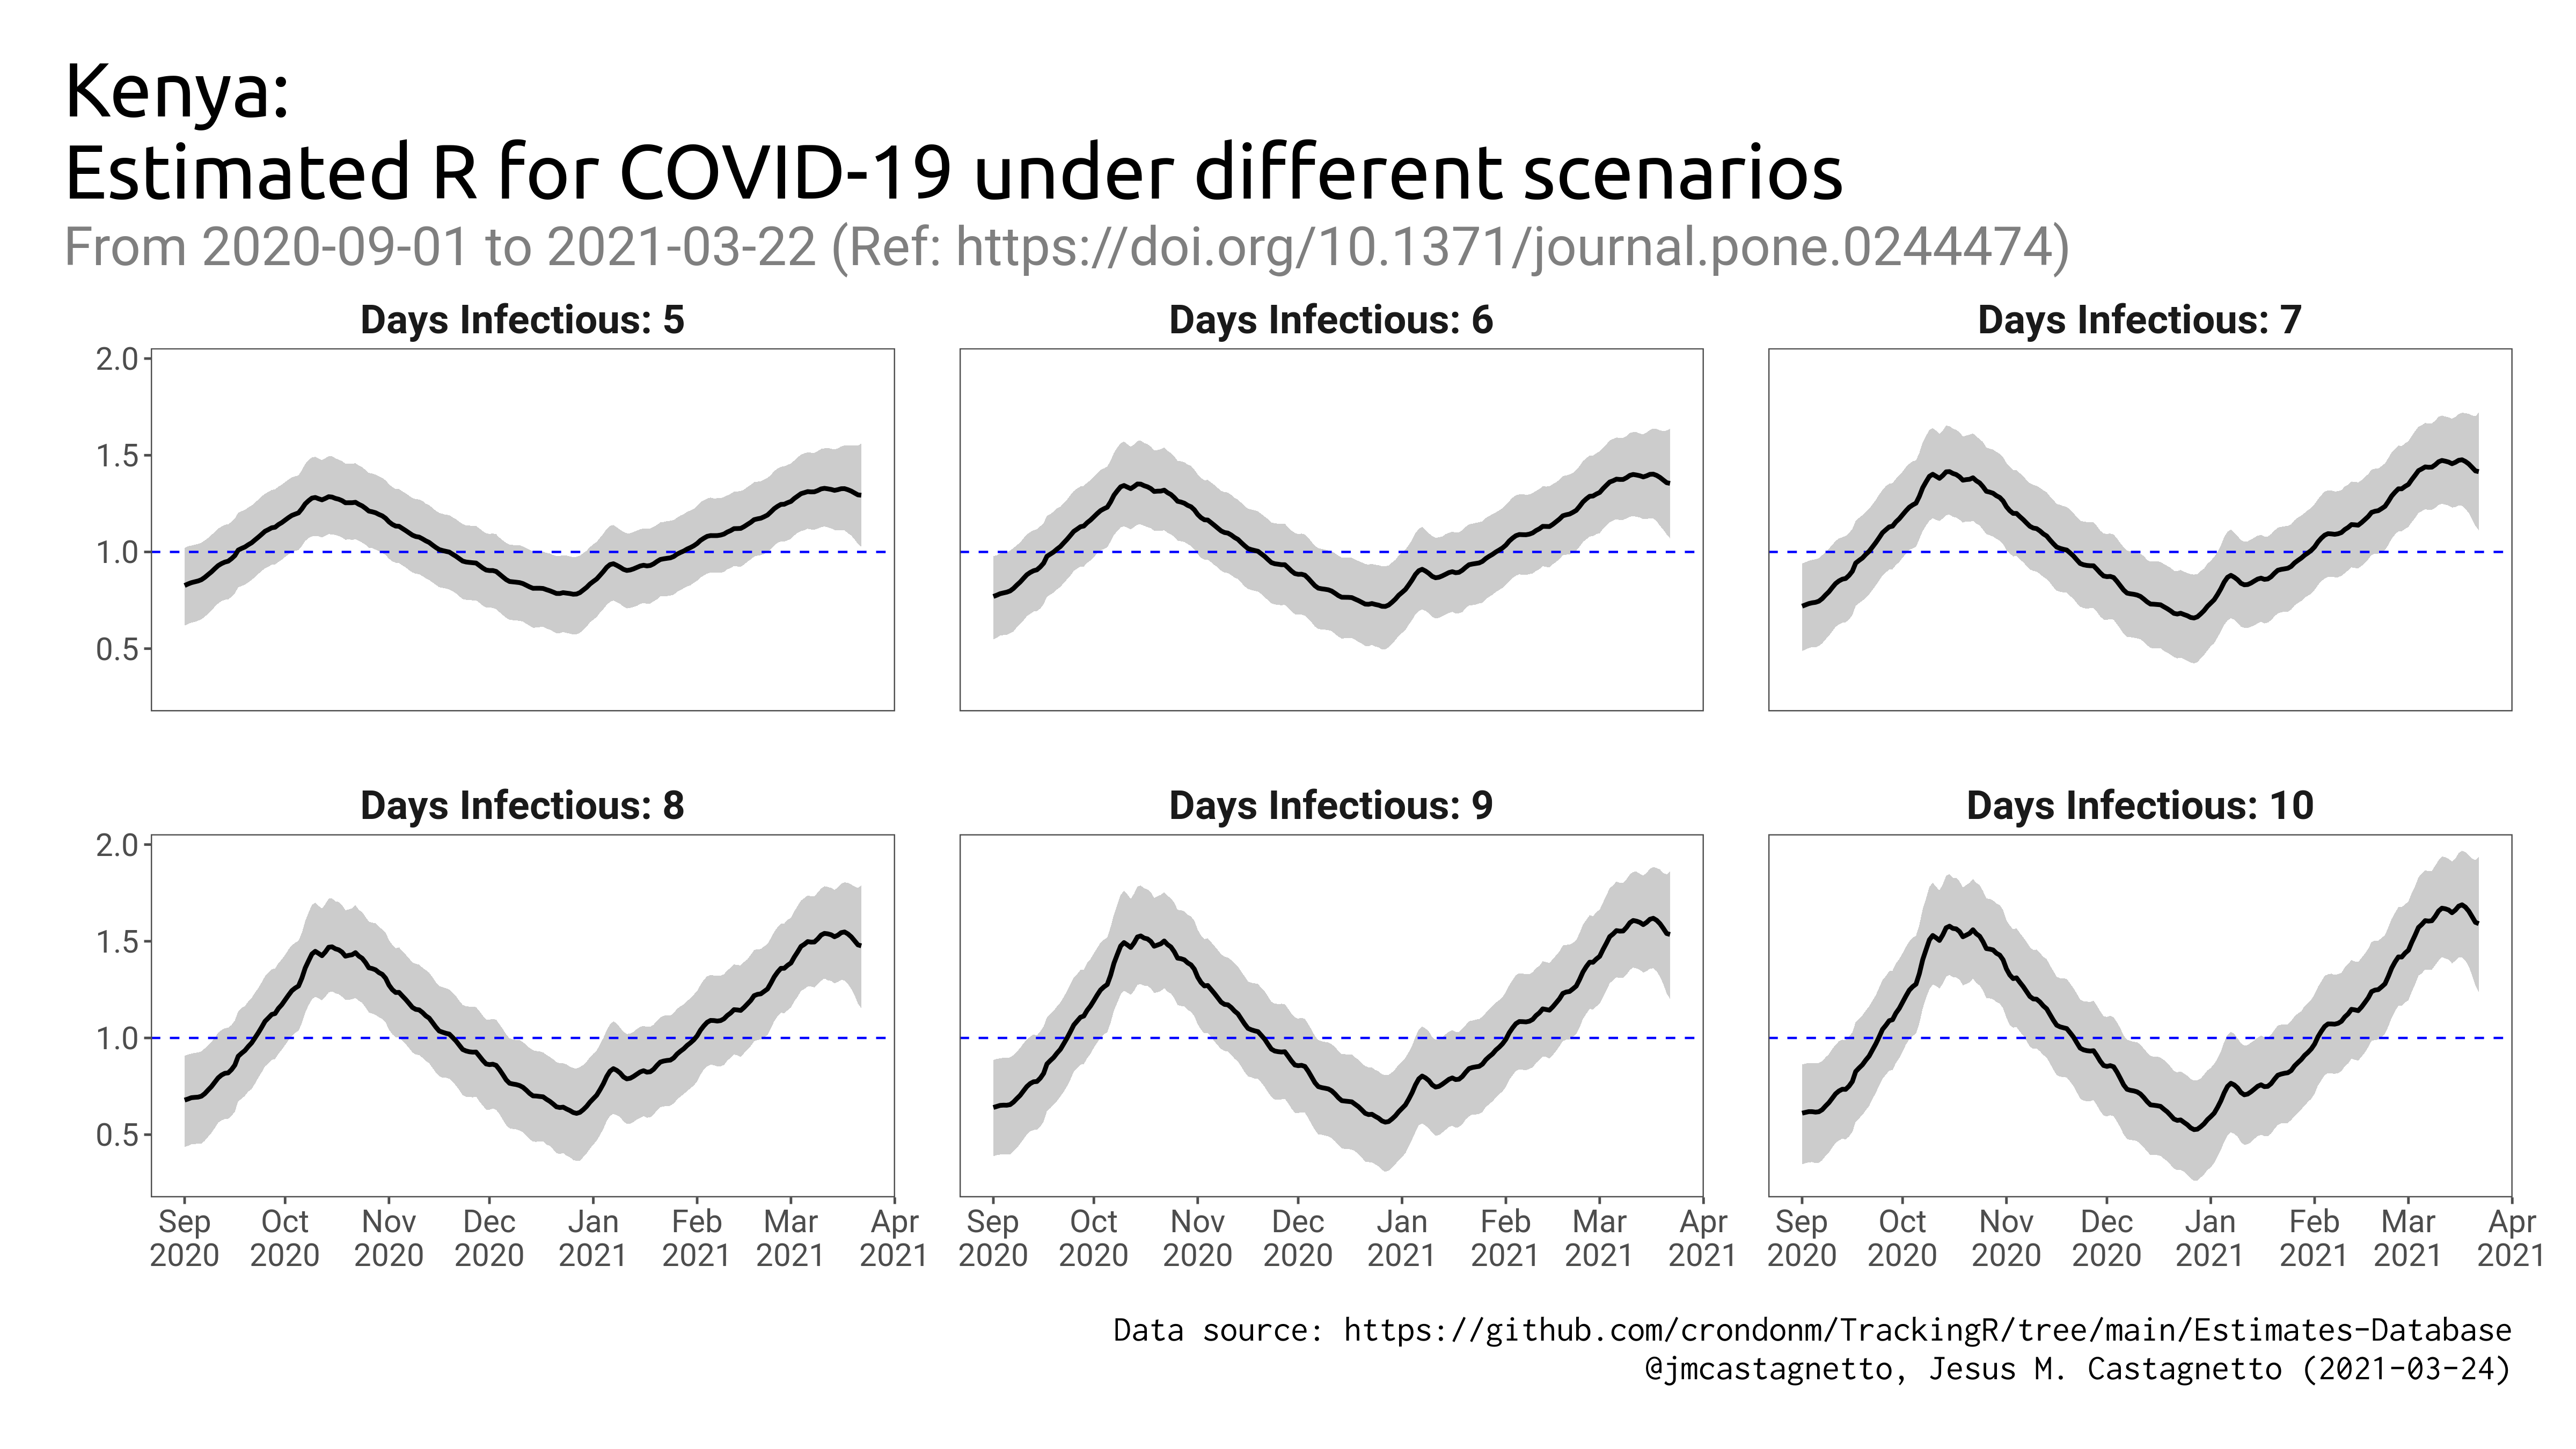 Kenya:
Estimated R for COVID-19 under different scenarios
From 2020-09-01 to 2021-03-22 (Ref: https://doi.org/10.1371/journal.pone.0244474)
Days Infectious: 5
Days Infectious: 6
Days Infectious: 7
2.0
1.5
1.0
0.5
Days Infectious: 8
Days Infectious: 9
Days Infectious: 10
2.0
1.5
1.0
0.5
Sep Oct Nov Dec Jan Feb Mar Apr
2020 2020 2020 2020 2021 2021 2021 2021
Sep Oct Nov Dec Jan Feb Mar Apr
2020 2020 2020 2020 2021 2021 2021 2021
Sep Oct Nov Dec Jan Feb Mar Apr
2020 2020 2020 2020 2021 2021 2021 2021
Data source: https://github.com/crondonm/TrackingR/tree/main/Estimates-Database
@jmcastagnetto, Jesus M. Castagnetto (2021-03-24)